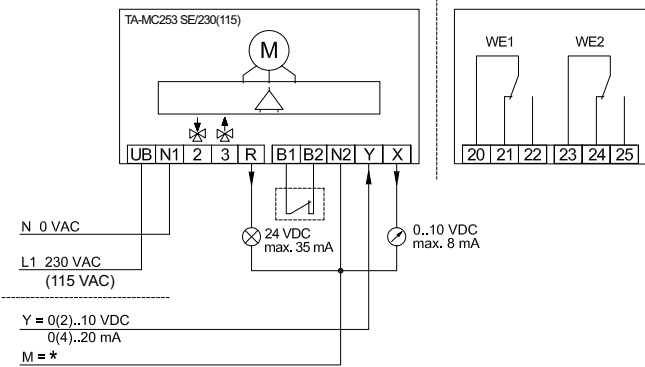 TA-MC253 SE/230(115)
M
WE1 WE2
UB N1 2 3 R B1 B2 N2 Y X
20 21 22 23 24 25
N 0 VAC
24 VDC
max. 35 mA
0..10 VDC
max. 8 mA
L1 230 VAC
(115 VAC)
Y = 0(2)..10 VDC
0(4)..20 mA
M = *